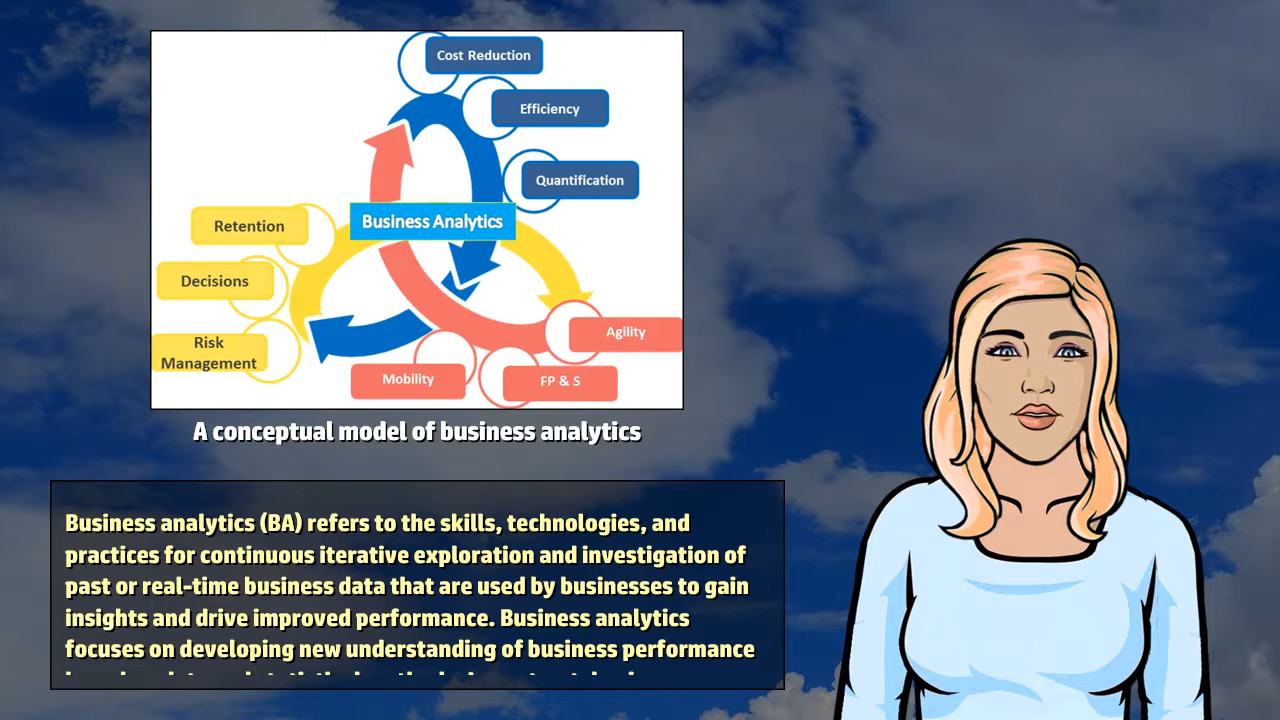 Cost Reduction
Efficiency
Quantification
Business Analytics
Retention
Decisions
Risk
Management
Agility
Mobility
FP & S
A conceptual model of business analytics
Business analytics (BA) refers to the skills, technologies, and
practices for continuous iterative exploration and investigation of
past or real-time business data that are used by businesses to gain
insights and drive improved performance. Business analytics
focuses on developing new understanding of business performance